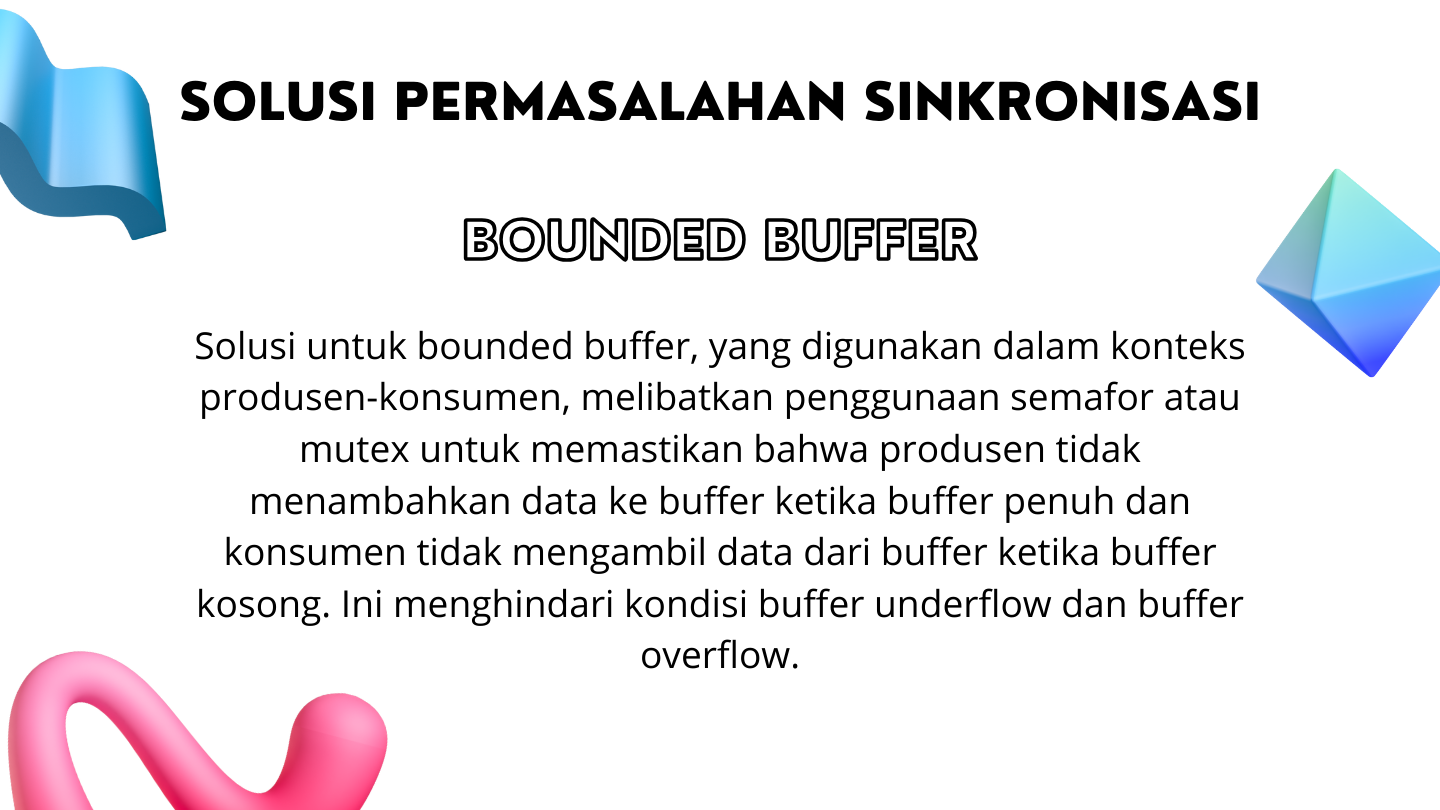 SOLUSI PERMASALAHAN SINKRONISASI
BOUNDED BUFFER
Solusi untuk bounded buffer, yang digunakan dalam konteks
produsen-konsumen, melibatkan penggunaan semafor atau
mutex untuk memastikan bahwa produsen tidak
menambahkan data ke buffer ketika buffer penuh dan
konsumen tidak mengambil data dari buffer ketika buffer
kosong. Ini menghindari kondisi buffer underflow dan buffer
overflow.